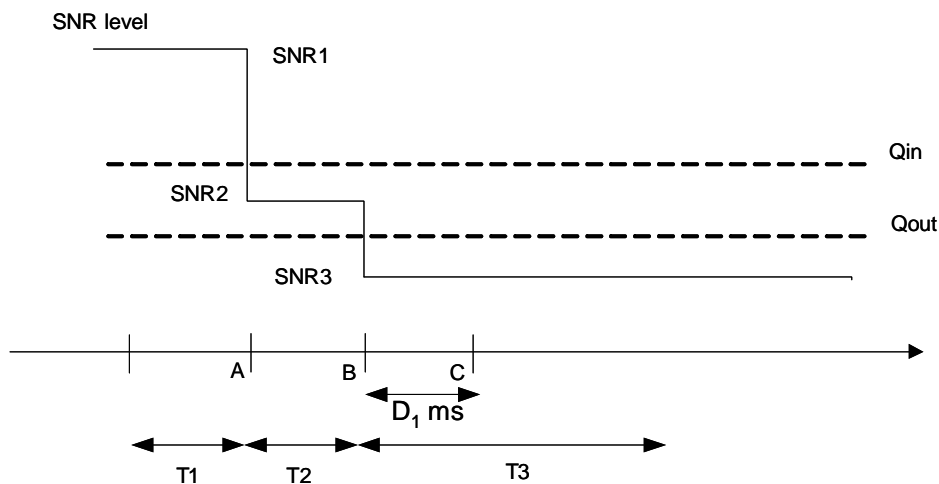 SNR level
SNR1
Qin
SNR2
Qout
SNR3
A B C
D₁ ms
T1 T2 T3